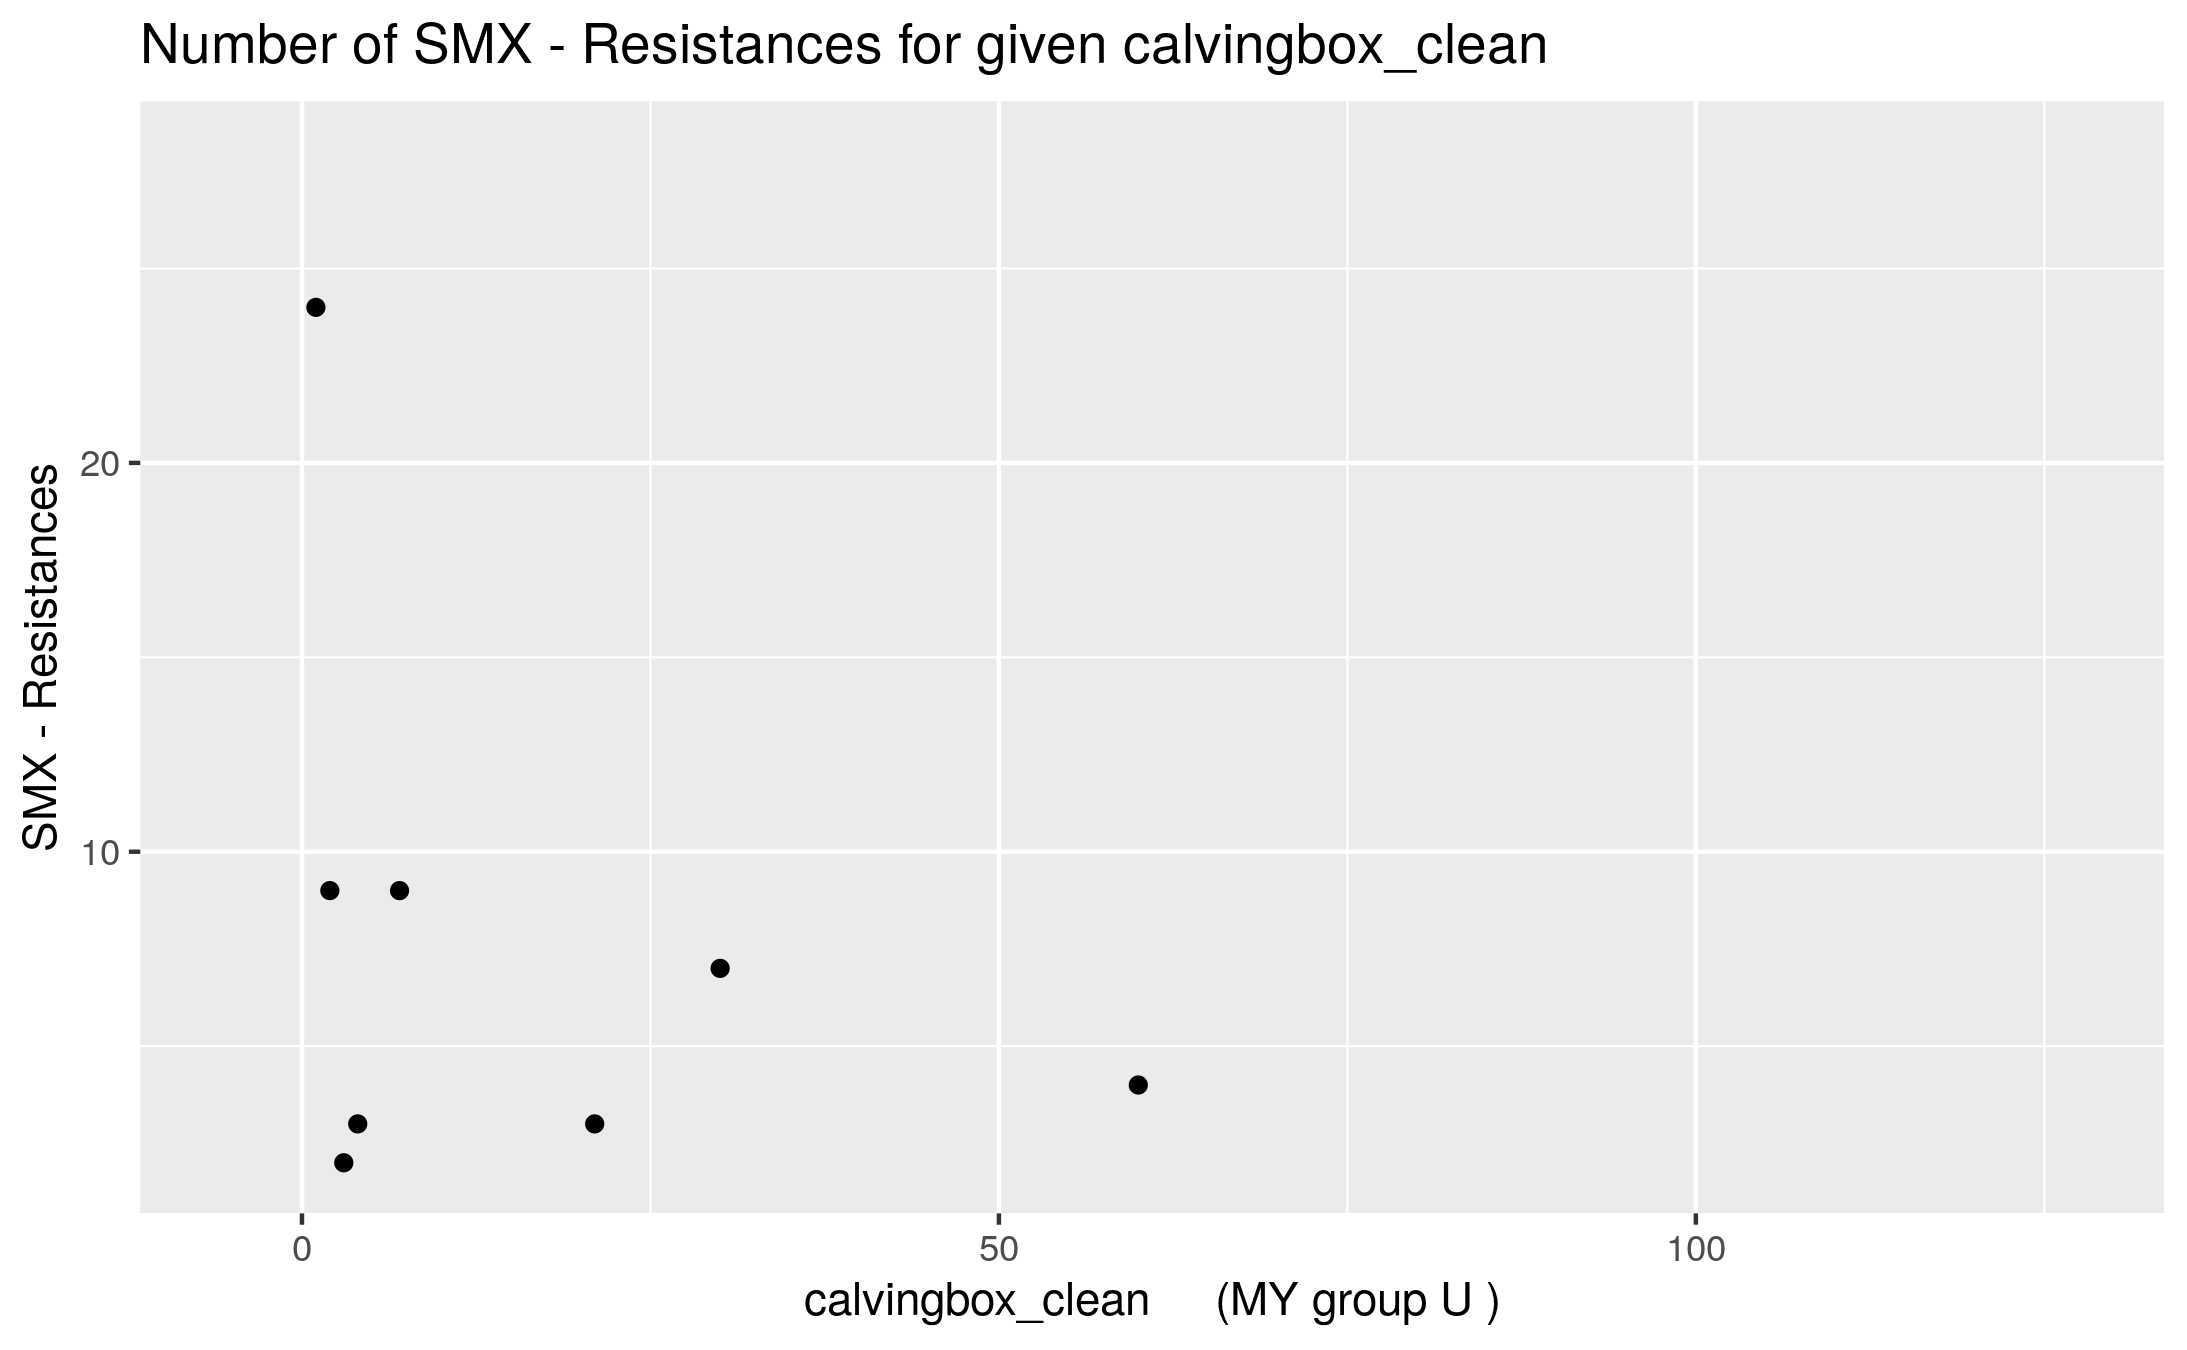 Number of SMX - Resistances for given calvingbox_clean
SMX - Resistances
20
10
0
50
100
calvingbox_clean (MY group U )